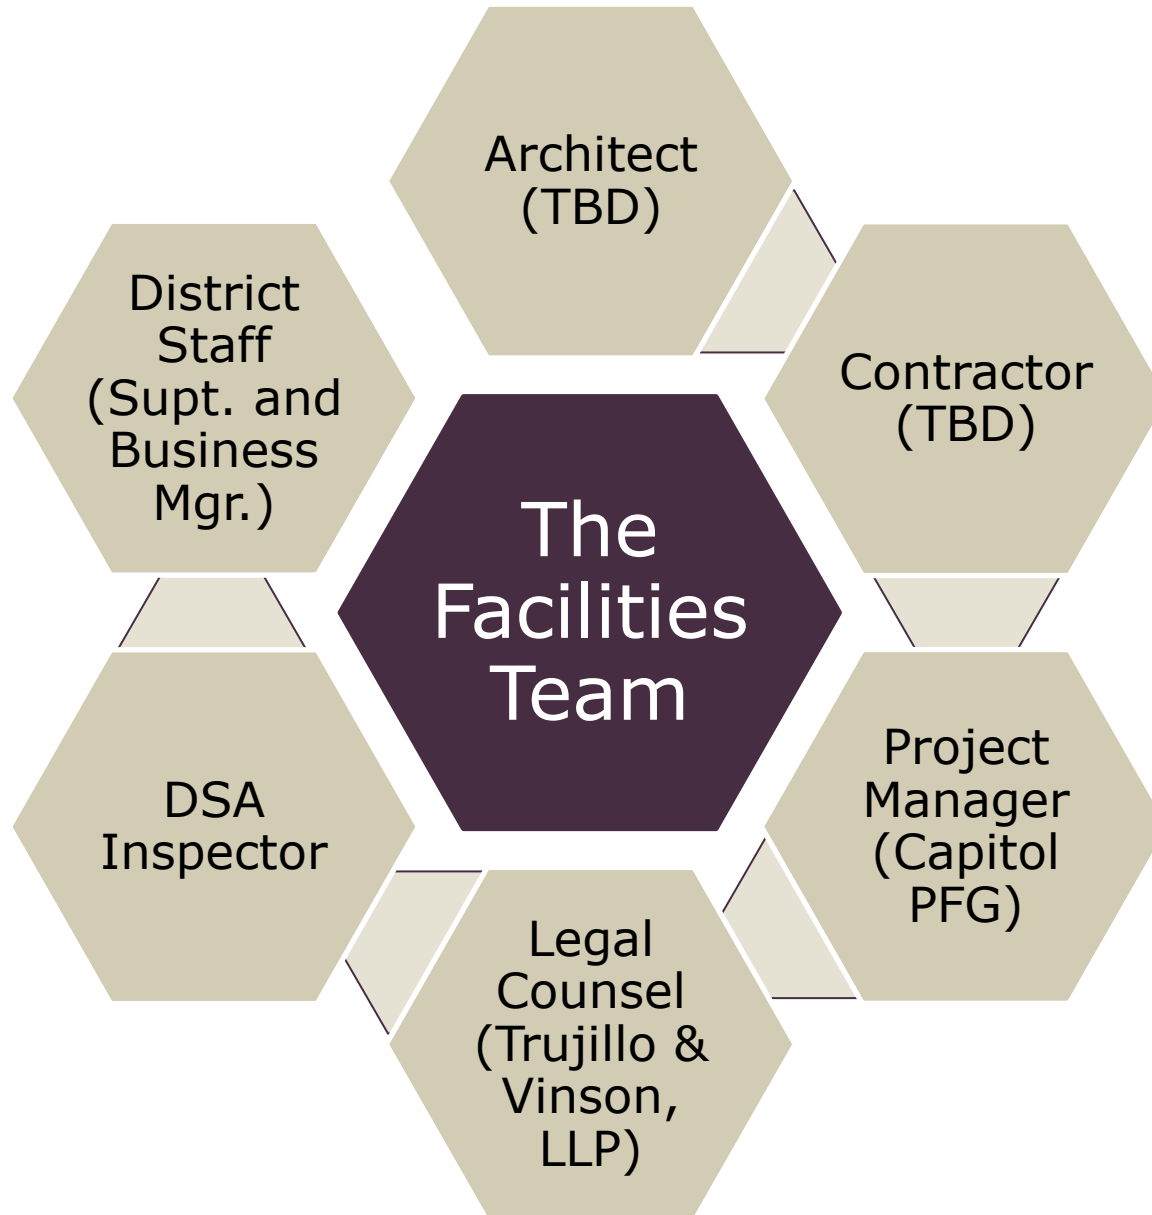 Architect
(TBD)
Contractor
(TBD)
Project
Manager
(Capitol
PFG)
Legal
Counsel
(Trujillo &
Vinson,
LLP)
DSA
Inspector
District
Staff
(Supt. and
Business
Mgr.)
The
Facilities
Team